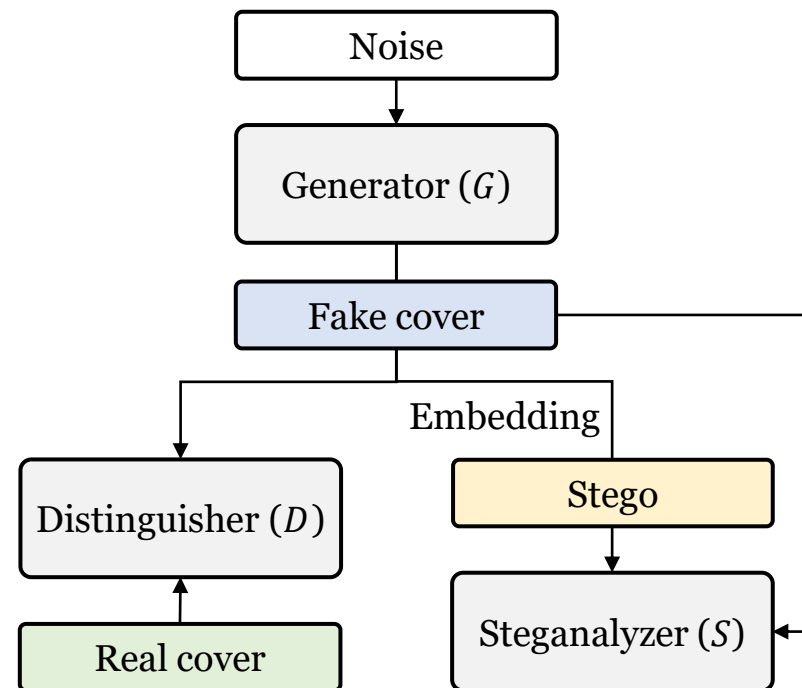 Noise
Generator (G)
Fake cover
Embedding
Distinguisher (D)
Stego
Real cover
Steganalyzer (S)